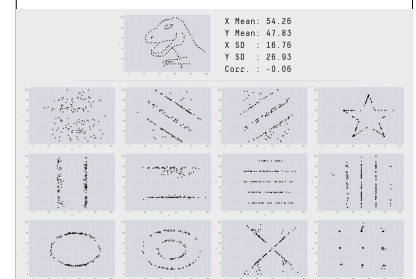 X Mean: 54.26
Y Mean: 47.83
X SD : 16.76
Y SD : 26.93
Corr. : -0.06